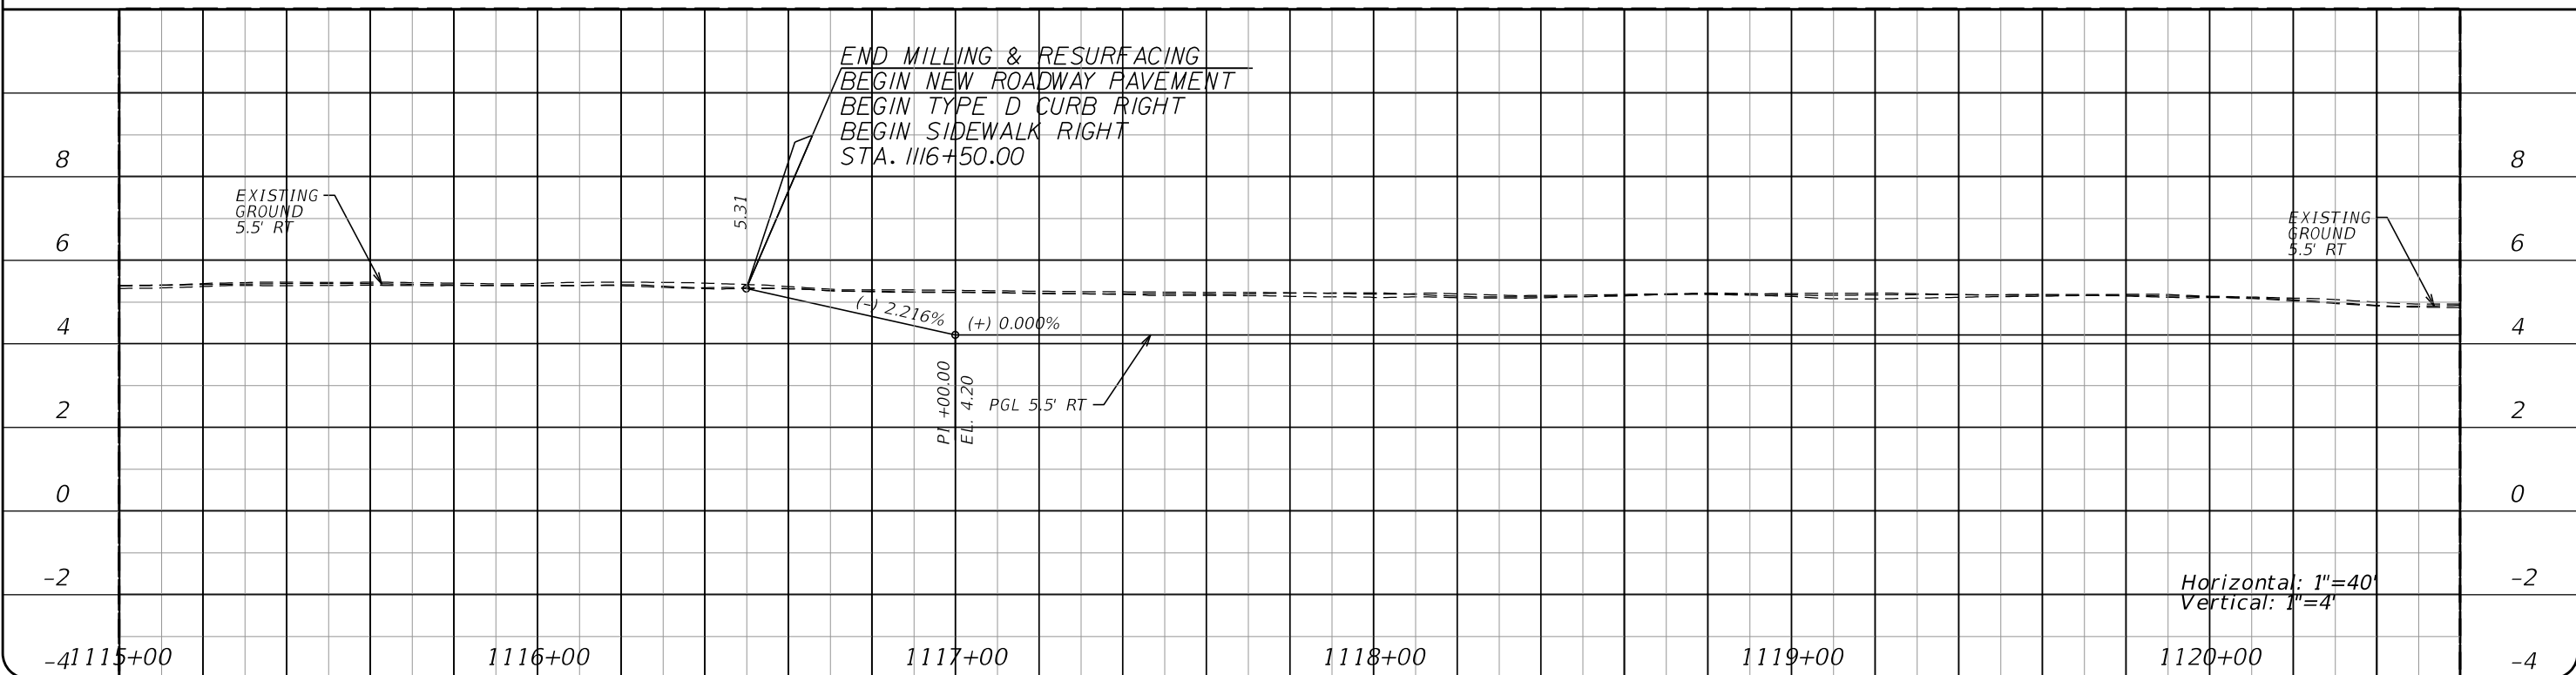 END MILLING & RESURFACING
BEGIN NEW ROADWAY PAVEMENT
BEGIN TYPE D CURB RIGHT
BEGIN SIDEWALK RIGHT
STA. 1116+50.00
8
8
EXISTING
GROUND
5.5' RT
5.31
EXISTING
GROUND
5.5' RT
6
6
(-) 2.216%
(+) 0.000%
4
4
PI +00.00
EL. 4.20
PGL 5.5' RT
2
2
0
0
-2
-2
Horizontal: 1"=40'
Vertical: 1"=4'
-4
1115+00
1116+00
1117+00
1118+00
1119+00
1120+00
-4